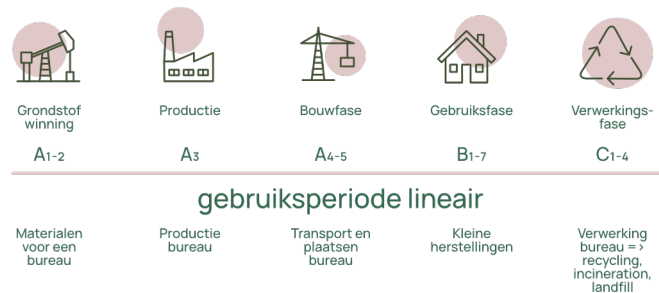 Grondstof
winning
Productie
Bouwfase
Gebruiksfase
Verwerkings-
fase
A1-2
A3
A4-5
B1-7
C1-4
gebruiksperiode lineair
Materialen
voor een
bureau
Productie
bureau
Transport en
plaatsen
bureau
Kleine
herstellingen
Verwerking
bureau =>
recycling,
incineration,
landfill